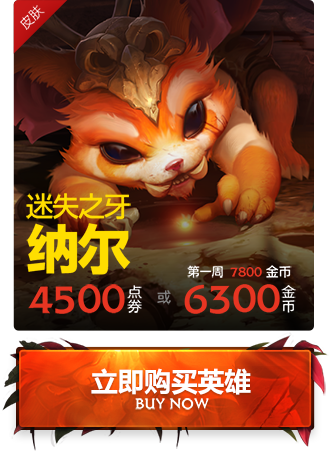 皮肤
迷失之牙
纳尔
第一周 7800 金币
4500点券 或 6300金币
立即购买英雄
BUY NOW